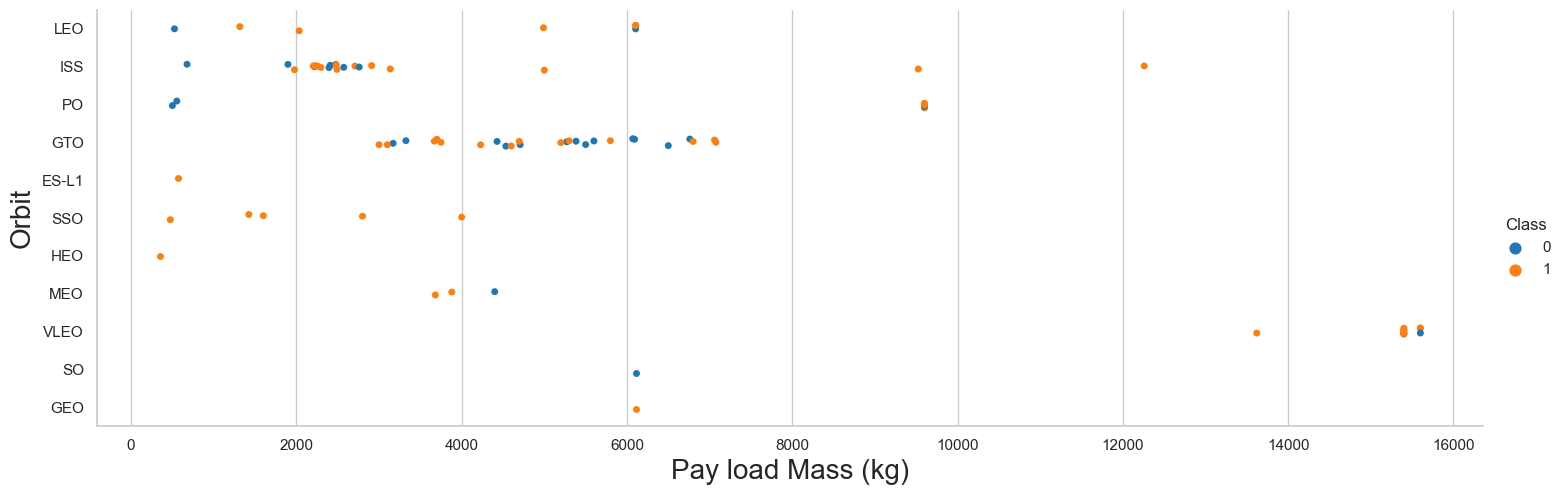 Orbit
LEO
ISS
PO
GTO
ES-L1
SSO
HEO
MEO
VLEO
SO
GEO
0 2000 4000 6000 8000 10000 12000 14000 16000
Pay load Mass (kg)
Class
0
1